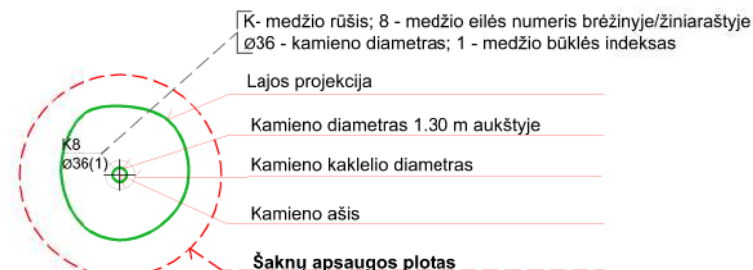 K- medžio rūšis; 8 - medžio eilės numeris brėžinyje/žiniaraštyje
Ø36 - kamieno diametras; 1 - medžio būklės indeksas
Lajos projekcija
Kamieno diametras 1.30 m aukštyje
K8
Ø36(1)
Kamieno kaklelio diametras
Kamieno ašis
Šaknų apsaugos plotas